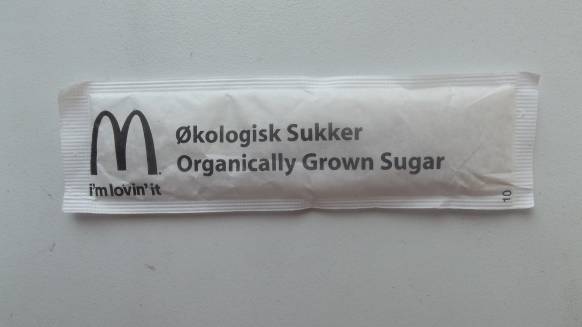 Økologisk Sukker
Organically Grown Sugar
i'm lovin' it
10